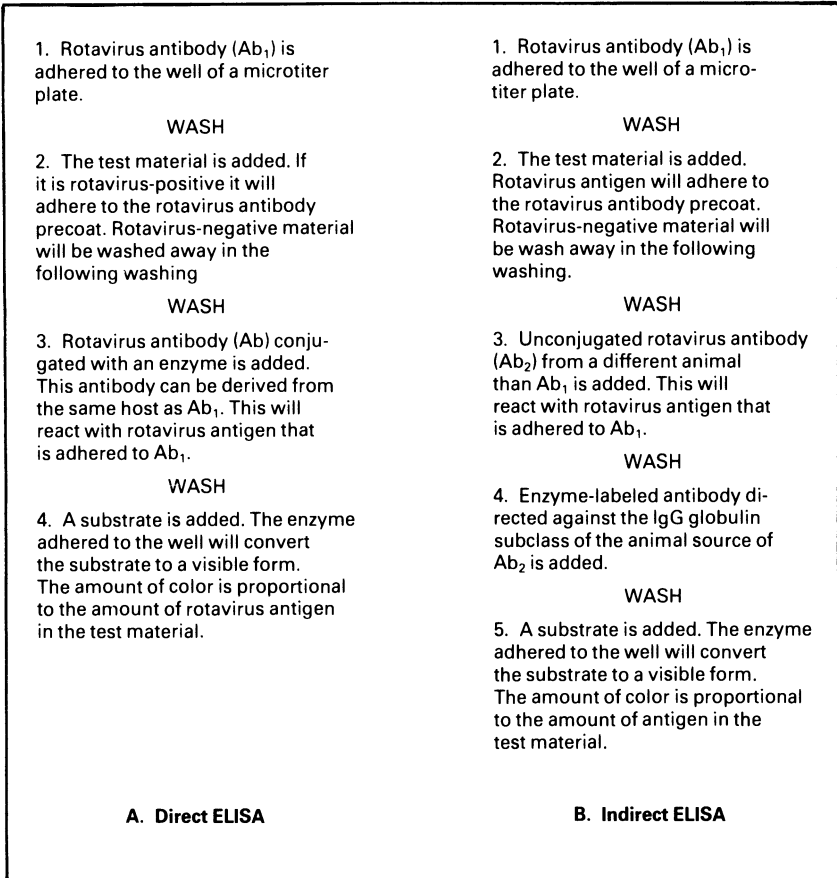 1. Rotavirus antibody (Ab₁) is
adhered to the well of a microtiter
plate.
WASH
2. The test material is added. If
it is rotavirus-positive it will
adhere to the rotavirus antibody
precoat. Rotavirus-negative material
will be washed away in the
following washing
WASH
3. Rotavirus antibody (Ab) conju-
gated with an enzyme is added.
This antibody can be derived from
the same host as Ab₁. This will
react with rotavirus antigen that
is adhered to Ab₁.
WASH
4. A substrate is added. The enzyme
adhered to the well will convert
the substrate to a visible form.
The amount of color is proportional
to the amount of rotavirus antigen
in the test material.
A. Direct ELISA
1. Rotavirus antibody (Ab₁) is
adhered to the well of a micro-
titer plate.
WASH
2. The test material is added.
Rotavirus antigen will adhere to
the rotavirus antibody precoat.
Rotavirus-negative material will
be wash away in the following
washing.
WASH
3. Unconjugated rotavirus antibody
(Ab₂) from a different animal
than Ab₁ is added. This will
react with rotavirus antigen that
is adhered to Ab₁.
WASH
4. Enzyme-labeled antibody di-
rected against the IgG globulin
subclass of the animal source of
Ab₂ is added.
WASH
5. A substrate is added. The enzyme
adhered to the well will convert
the substrate to a visible form.
The amount of color is proportional
to the amount of antigen in the
test material.
B. Indirect ELISA